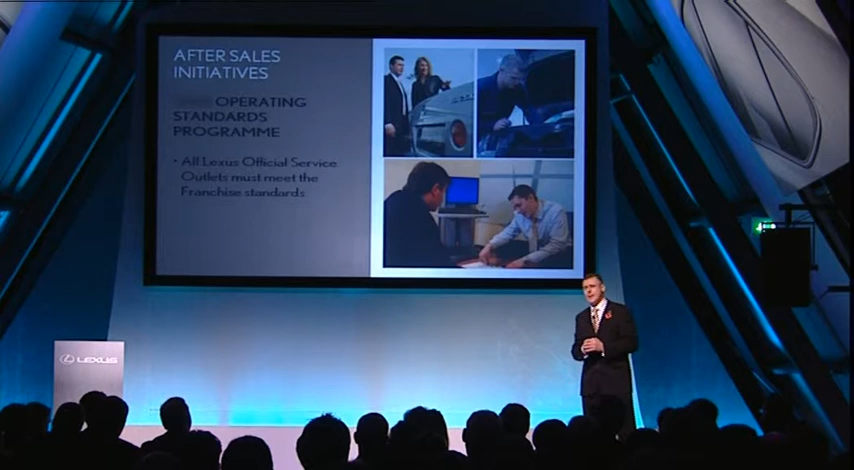 AFTER SALES
INITIATIVES
OPERATING
STANDARDS
PROGRAMME
• All Lexus Official Service
Outlets must meet the
Franchise standards.
LEXUS